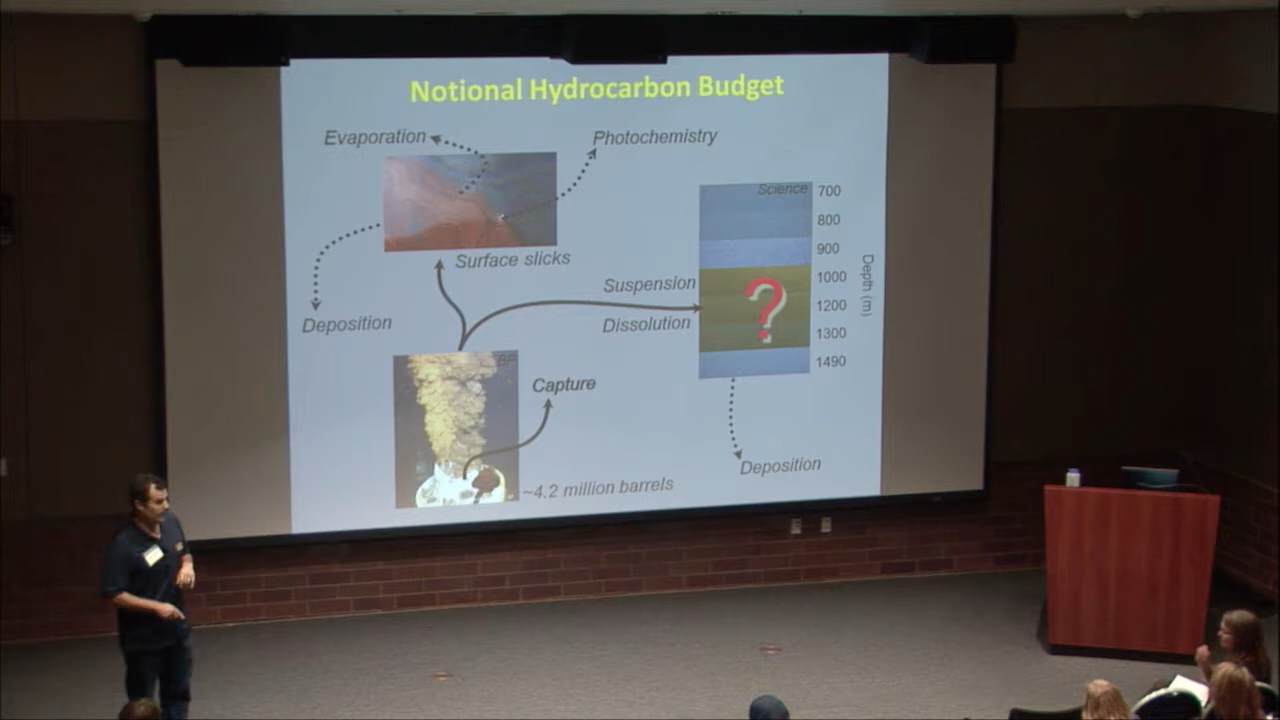 Notional Hydrocarbon Budget
Evaporation
Photochemistry
Science
700
800
900
1000
1200
1300
1490
Depth (m)
Surface slicks
Suspension
Dissolution
Deposition
?
BP
Capture
~4.2 million barrels
Deposition